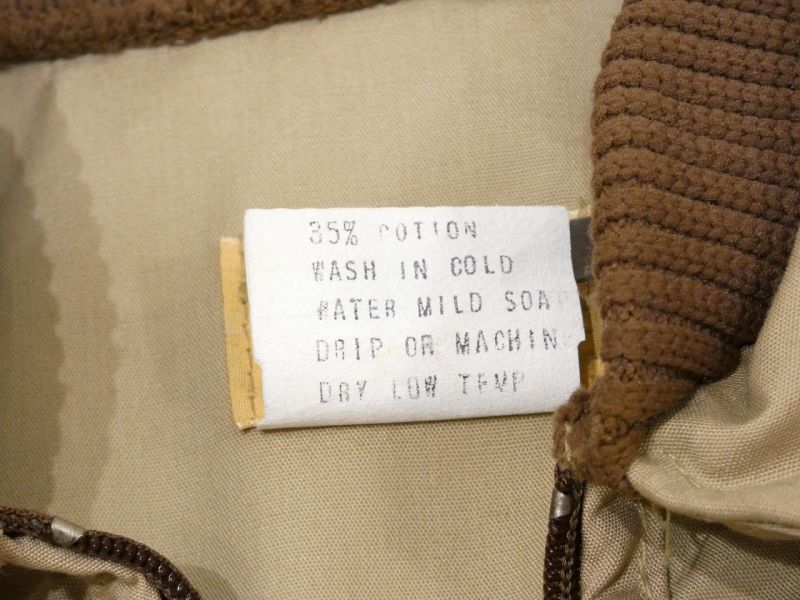 35% COTTON
WASH IN COLD
WATER MILD SOAP
DRIP OR MACHINE
DRY LOW TEMP